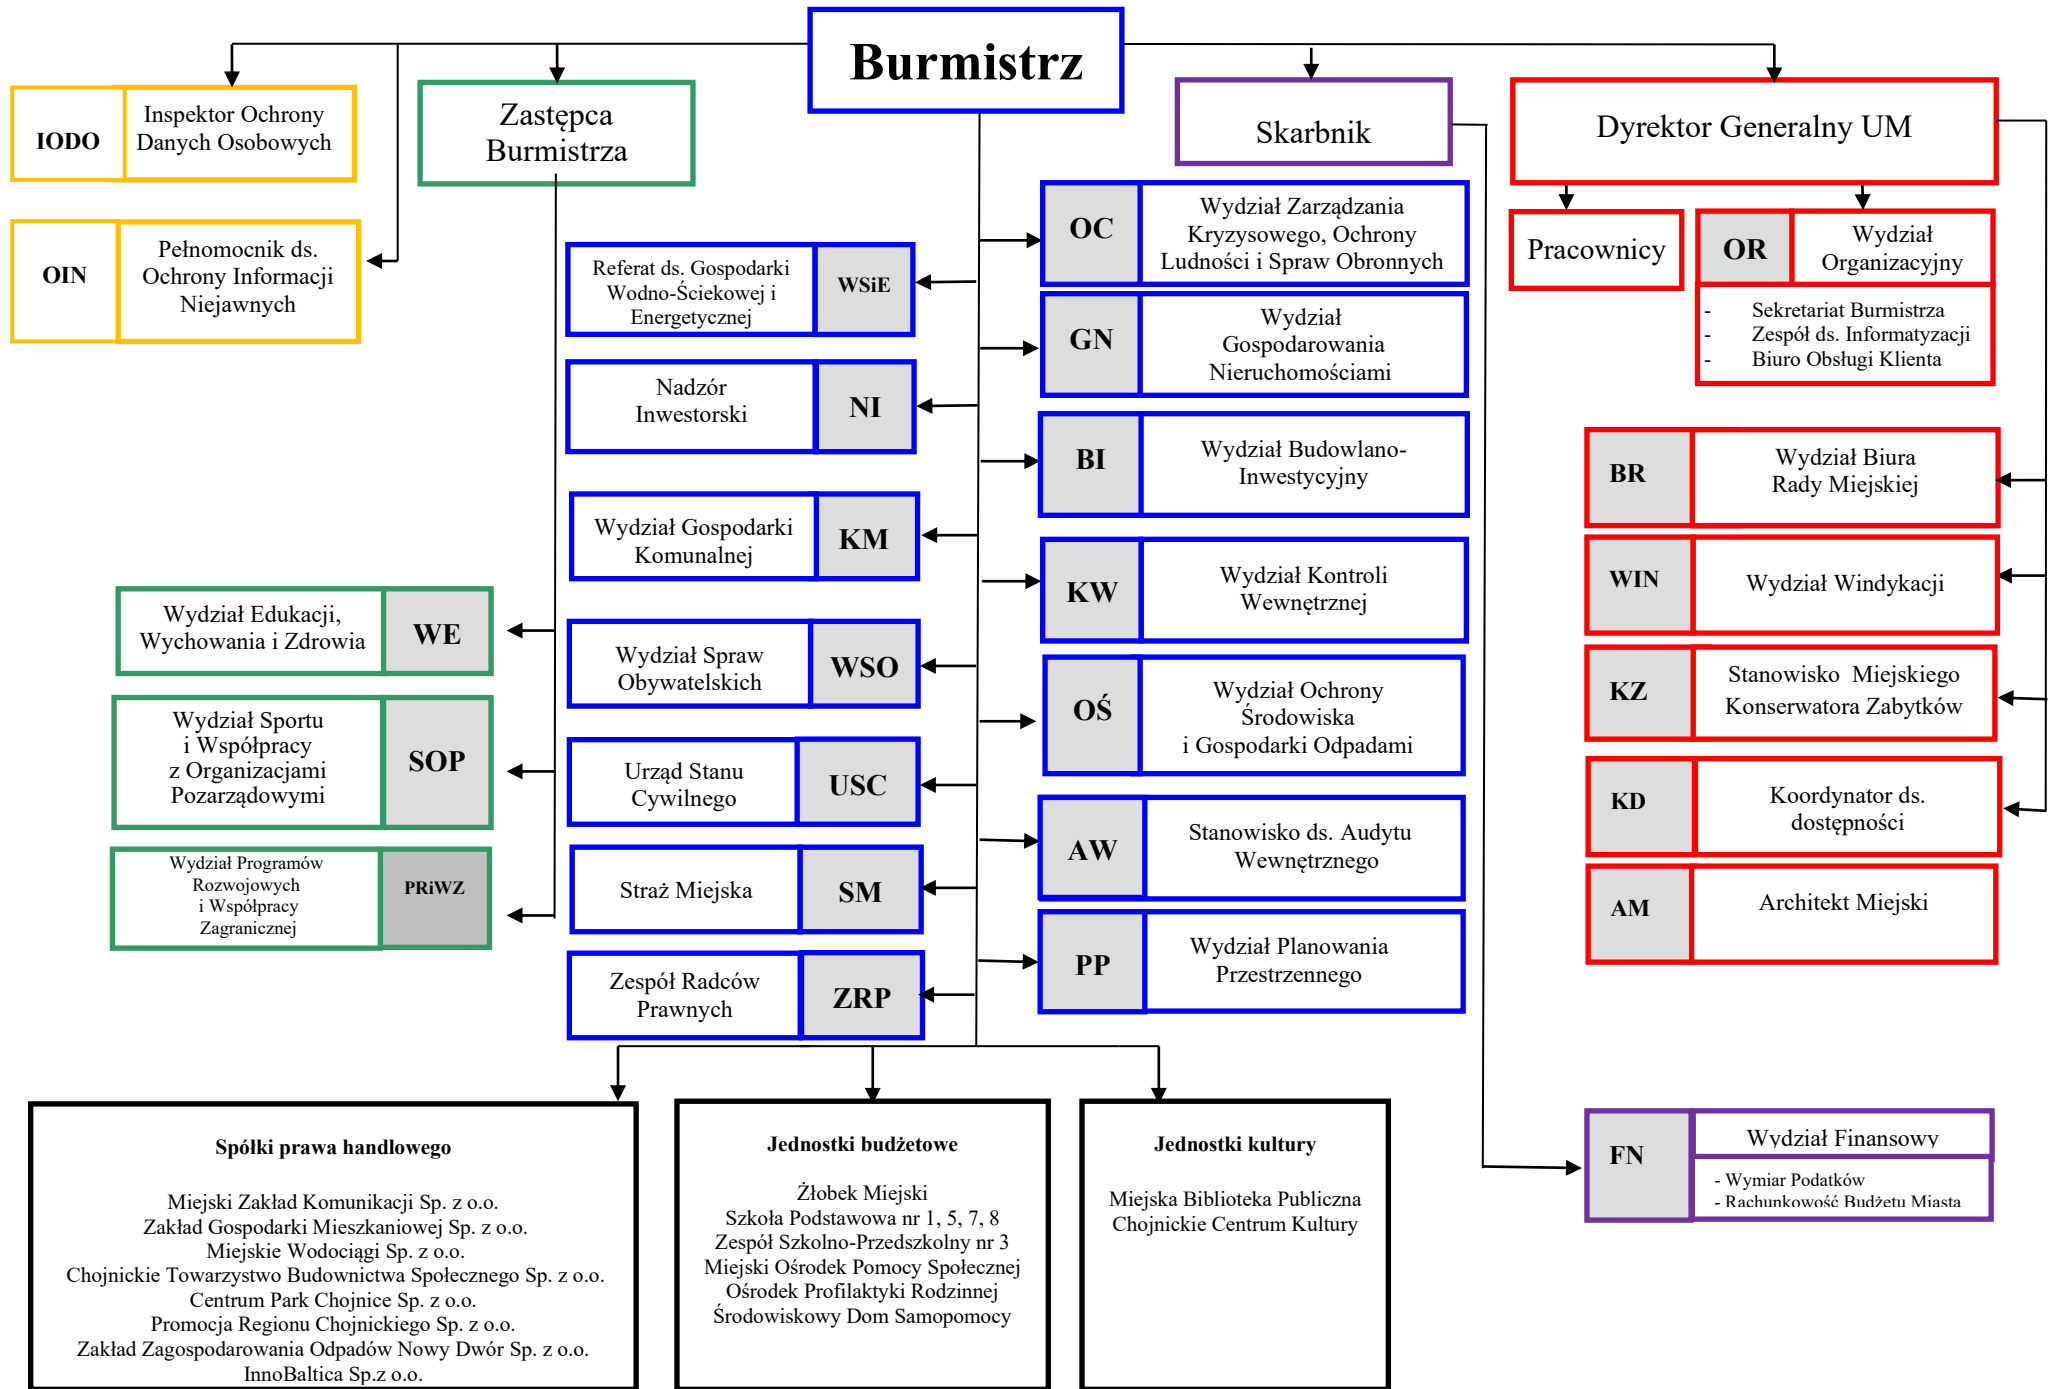 Burmistrz
IODO
Inspektor Ochrony
Danych Osobowych
OIN
Pełnomocnik ds.
Ochrony Informacji
Niejawnych
Zastępca
Burmistrza
Skarbnik
Dyrektor Generalny UM
Pracownicy
OR
Wydział
Organizacyjny
- Sekretariat Burmistrza
- Zespół ds. Informatyzacji
- Biuro Obsługi Klienta
Referat ds. Gospodarki
Wodno-Ściekowej i
Energetycznej
WSiE
Nadzór
Inwestorski
NI
Wydział Gospodarki
Komunalnej
KM
Wydział Spraw
Obywatelskich
WSO
Urząd Stanu
Cywilnego
USC
Straż Miejska
SM
Zespół Radców
Prawnych
ZRP
OC
Wydział Zarządzania
Kryzysowego, Ochrony
Ludności i Spraw Obronnych
GN
Wydział
Gospodarowania
Nieruchomościami
BI
Wydział Budowlano-
Inwestycyjny
KW
Wydział Kontroli
Wewnętrznej
OŚ
Wydział Ochrony
Środowiska
i Gospodarki Odpadami
AW
Stanowisko ds. Audytu
Wewnętrznego
PP
Wydział Planowania
Przestrzennego
Wydział Edukacji,
Wychowania i Zdrowia
WE
Wydział Sportu
i Współpracy
z Organizacjami
Pozarządowymi
SOP
Wydział Programów
Rozwojowych
i Współpracy
Zagranicznej
PRiWZ
BR
Wydział Biura
Rady Miejskiej
WIN
Wydział Windykacji
KZ
Stanowisko Miejskiego
Konserwatora Zabytków
KD
Koordynator ds.
dostępności
AM
Architekt Miejski
FN
Wydział Finansowy
- Wymiar Podatków
- Rachunkowość Budżetu Miasta
Spółki prawa handlowego
Miejski Zakład Komunikacji Sp. z o.o.
Zakład Gospodarki Mieszkaniowej Sp. z o.o.
Miejskie Wodociągi Sp. z o.o.
Chojnickie Towarzystwo Budownictwa Społecznego Sp. z o.o.
Centrum Park Chojnice Sp. z o.o.
Promocja Regionu Chojnickiego Sp. z o.o.
Zakład Zagospodarowania Odpadów Nowy Dwór Sp. z o.o.
InnoBaltica Sp.z o.o.
Jednostki budżetowe
Żłobek Miejski
Szkoła Podstawowa nr 1, 5, 7, 8
Zespół Szkolno-Przedszkolny nr 3
Miejski Ośrodek Pomocy Społecznej
Ośrodek Profilaktyki Rodzinnej
Środowiskowy Dom Samopomocy
Jednostki kultury
Miejska Biblioteka Publiczna
Chojnickie Centrum Kultury